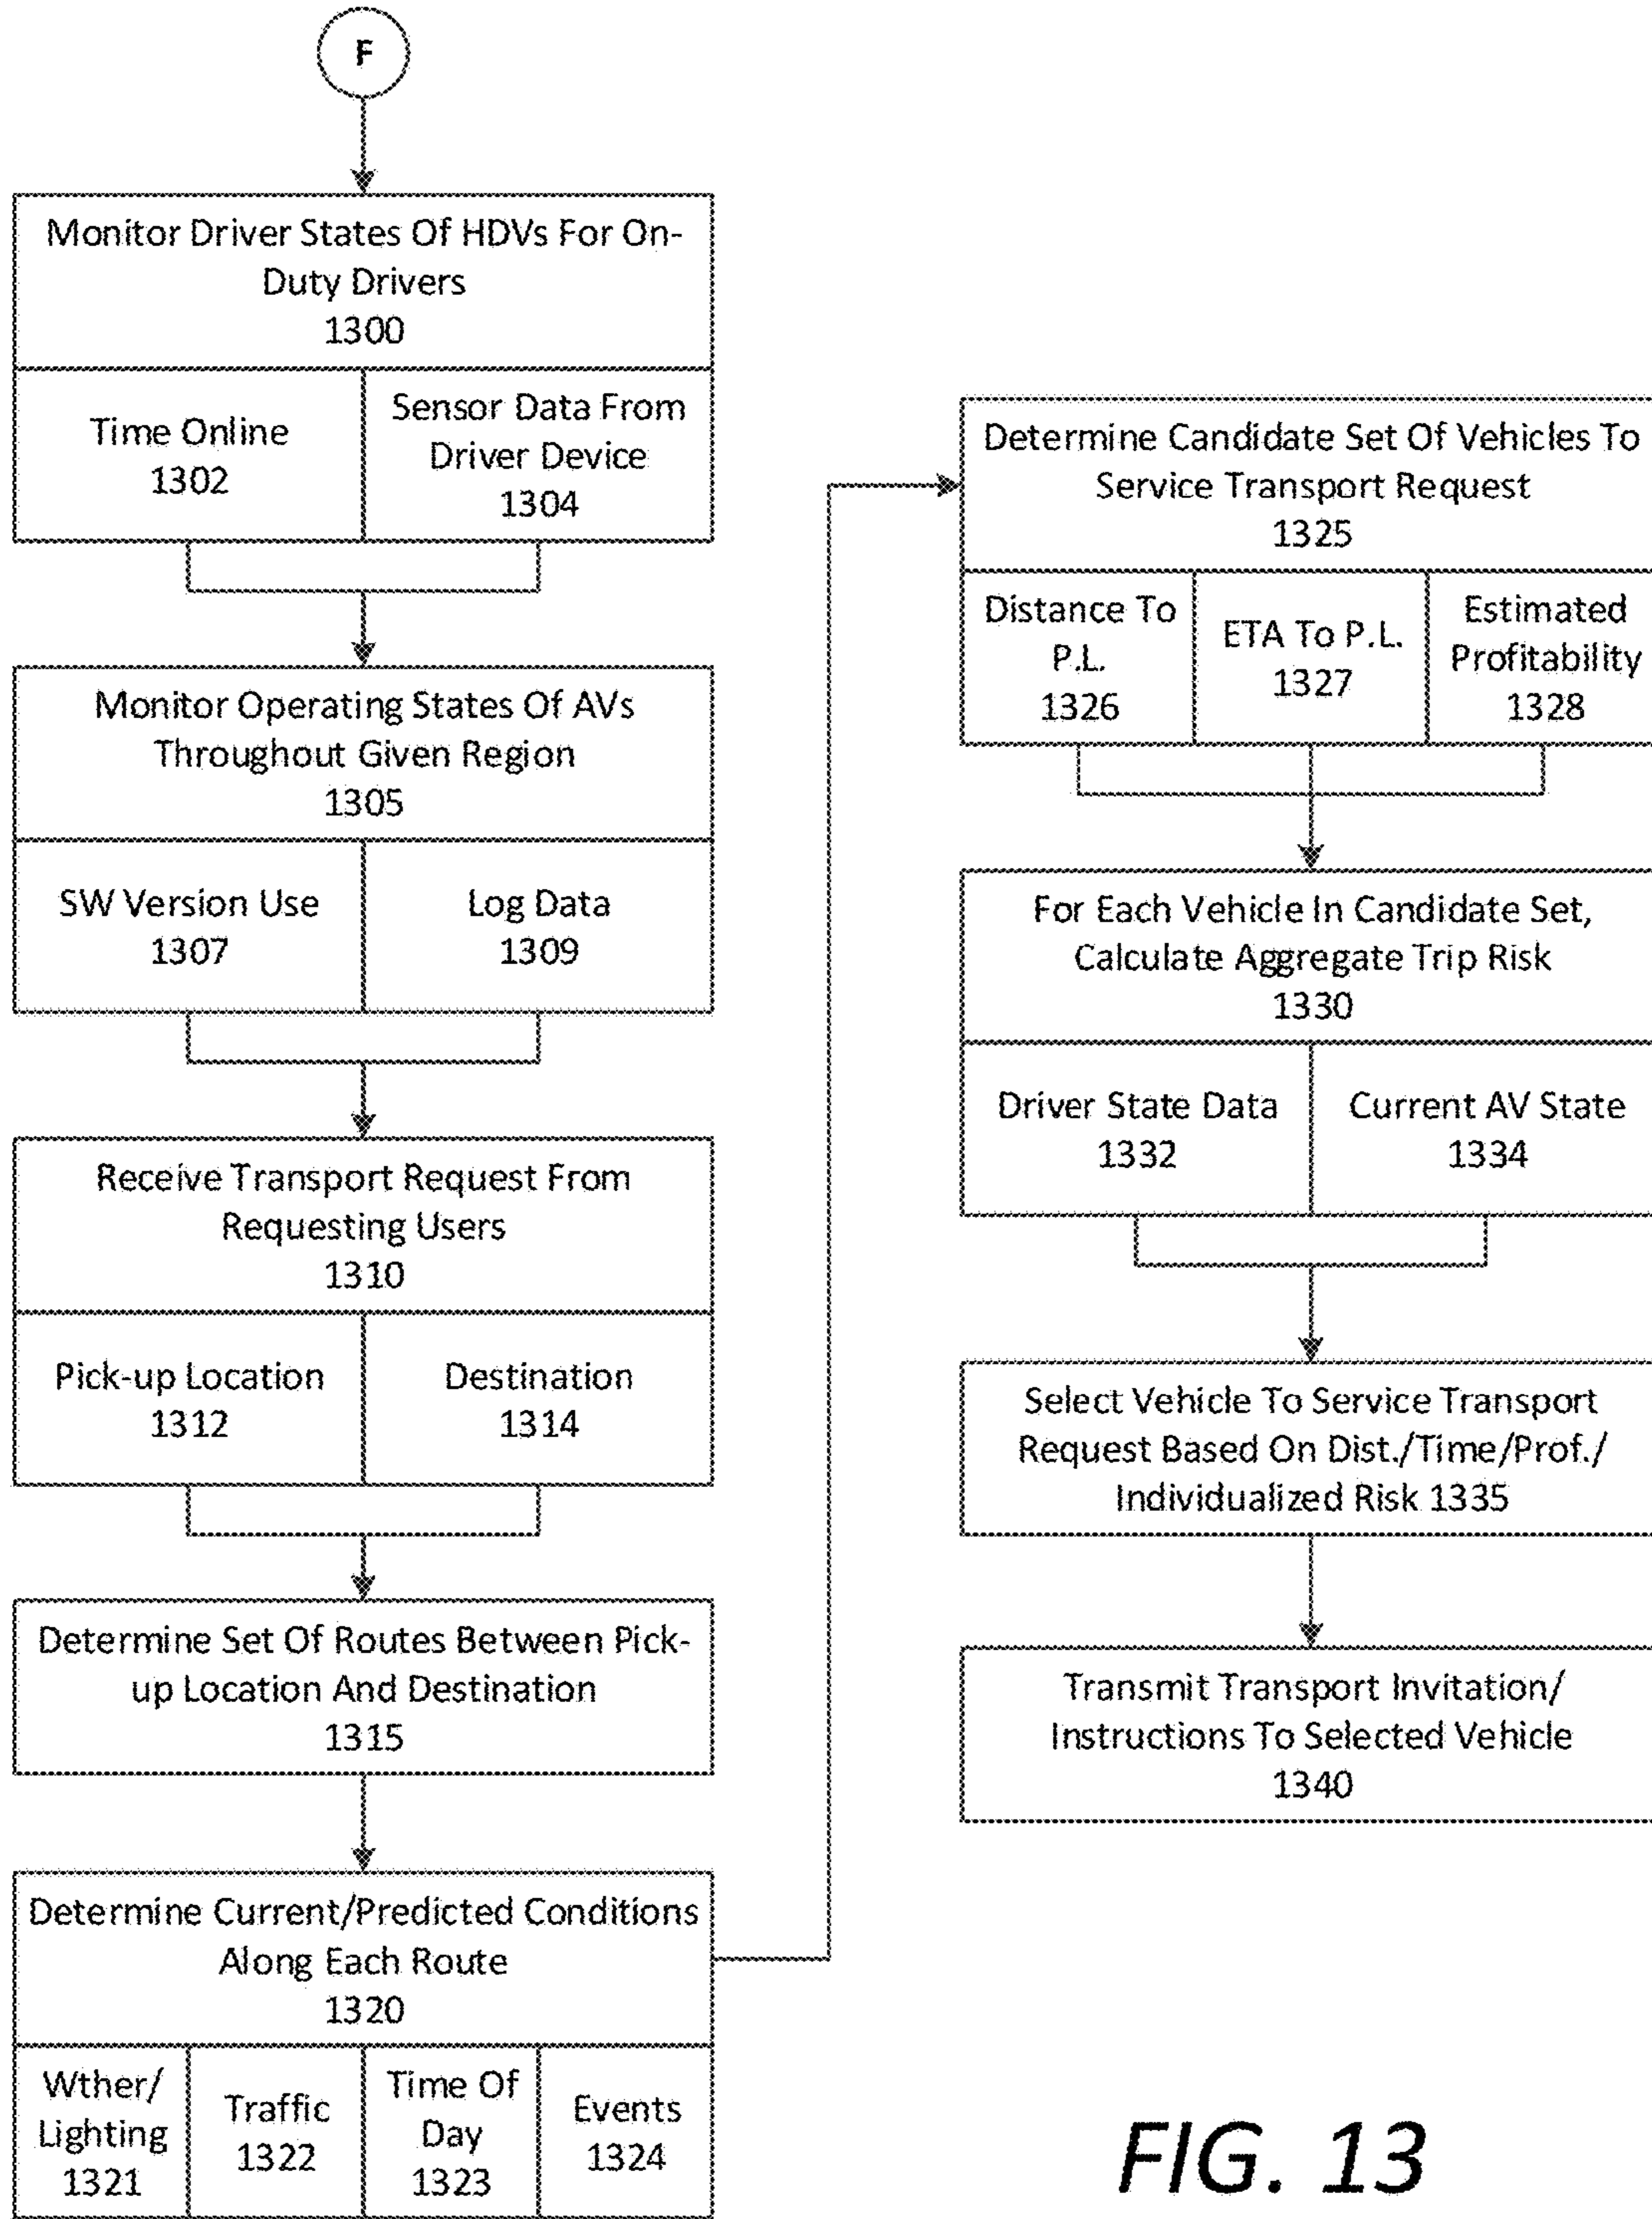 F
Monitor Driver States Of HDVs For On-
Duty Drivers
1300
Time Online
1302
Sensor Data From
Driver Device
1304
Monitor Operating States Of AVs
Throughout Given Region
1305
SW Version Use
1307
Log Data
1309
Receive Transport Request From
Requesting Users
1310
Pick-up Location
1312
Destination
1314
Determine Set Of Routes Between Pick-
up Location And Destination
1315
Determine Current/Predicted Conditions
Along Each Route
1320
Wther/
Lighting
1321
Traffic
1322
Time Of
Day
1323
Events
1324
Determine Candidate Set Of Vehicles To
Service Transport Request
1325
Distance To
P.L.
1326
ETA To P.L.
1327
Estimated
Profitability
1328
For Each Vehicle In Candidate Set,
Calculate Aggregate Trip Risk
1330
Driver State Data
1332
Current AV State
1334
Select Vehicle To Service Transport
Request Based On Dist./Time/Prof./
Individualized Risk 1335
Transmit Transport Invitation/
Instructions To Selected Vehicle
1340
FIG. 13